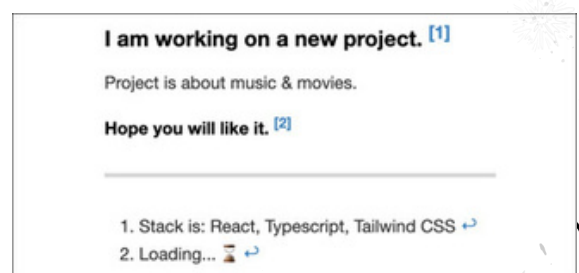 I am working on a new project. [1]
Project is about music & movies.
Hope you will like it. [2]
1. Stack is: React, Typescript, Tailwind CSS ↩
2. Loading... ⌛ ↩